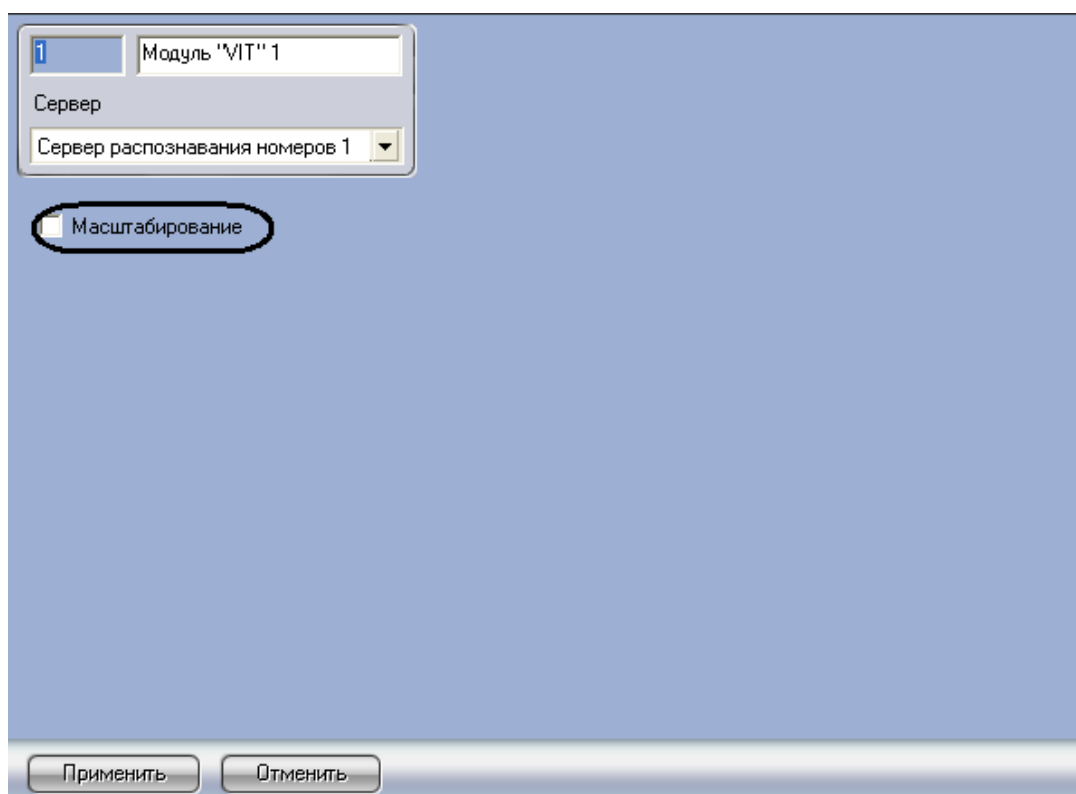 1 Модуль "VIT" 1
Сервер
Сервер распознавания номеров 1
Масштабирование
Применить Отменить